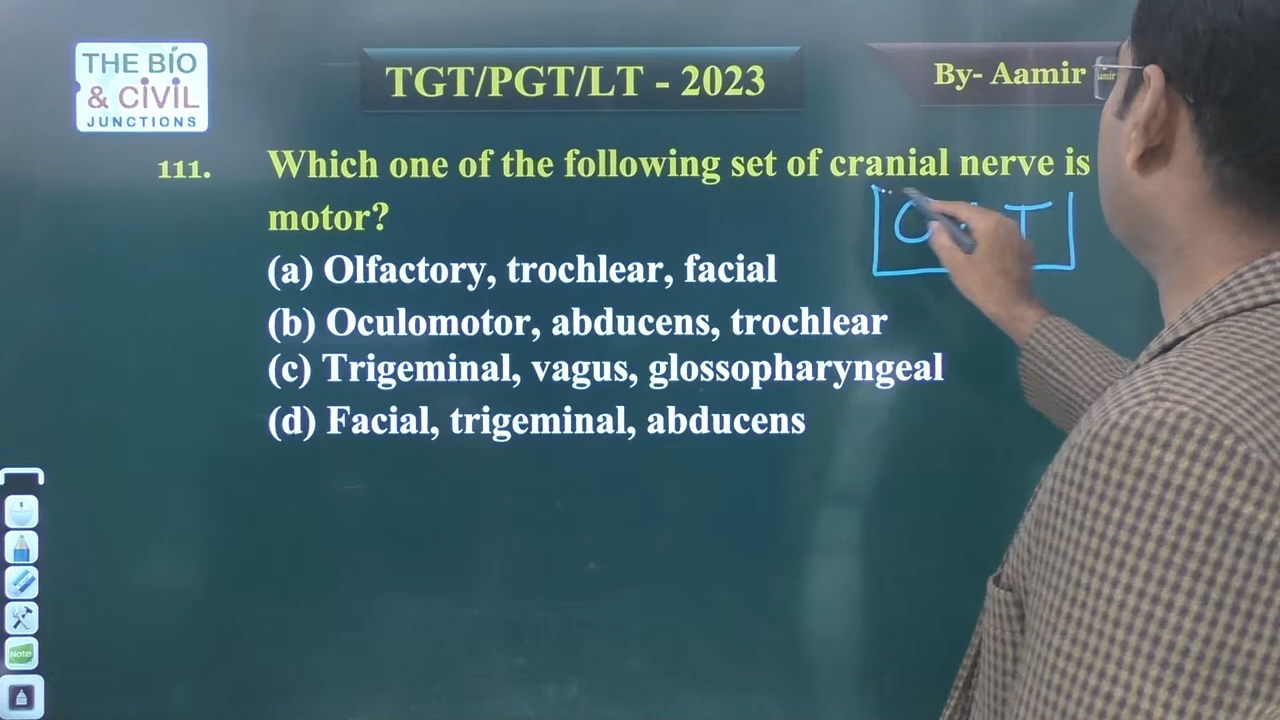 THE BIO
& CIVIL
JUNCTIONS
TGT/PGT/LT - 2023
By- Aamir
111. Which one of the following set of cranial nerve is
motor?
(a) Olfactory, trochlear, facial
(b) Oculomotor, abducens, trochlear
(c) Trigeminal, vagus, glossopharyngeal
(d) Facial, trigeminal, abducens
Note